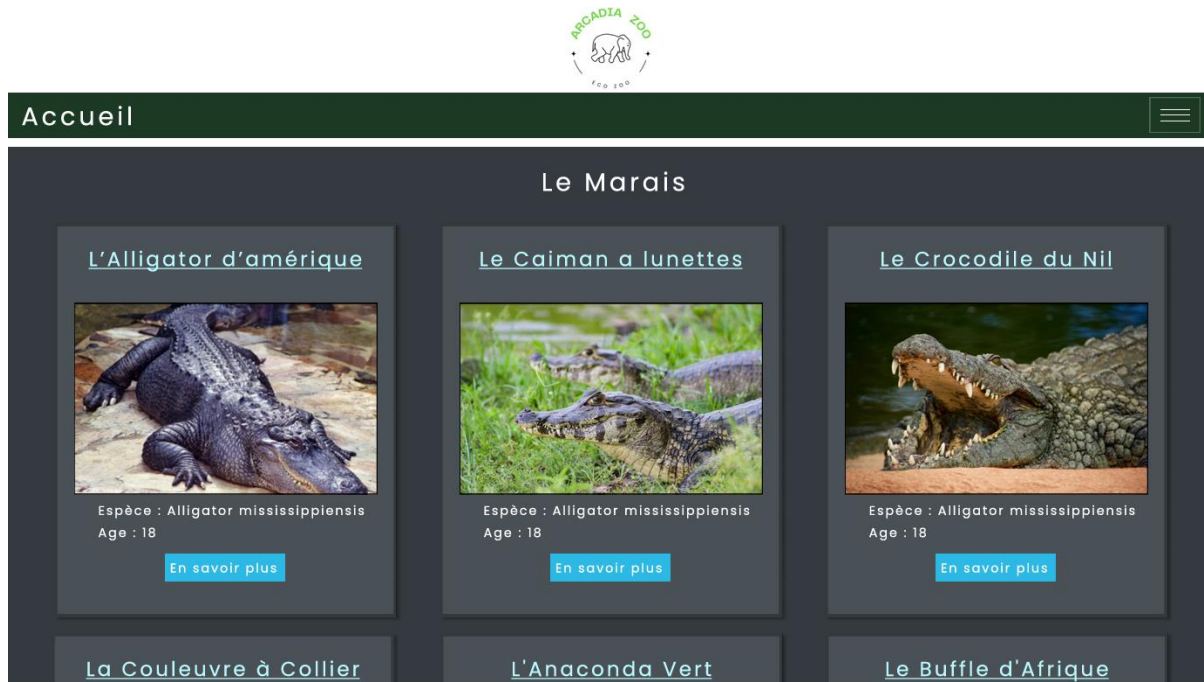 ARCADIA ZOO
ECO ZOO
Accueil
Le Marais
L’Alligator d’amérique
Le Caiman a lunettes
Le Crocodile du Nil
Espèce : Alligator mississippiensis
Age : 18
En savoir plus
Espèce : Alligator mississippiensis
Age : 18
En savoir plus
Espèce : Alligator mississippiensis
Age : 18
En savoir plus
La Couleuvre à Collier
L'Anaconda Vert
Le Buffle d'Afrique